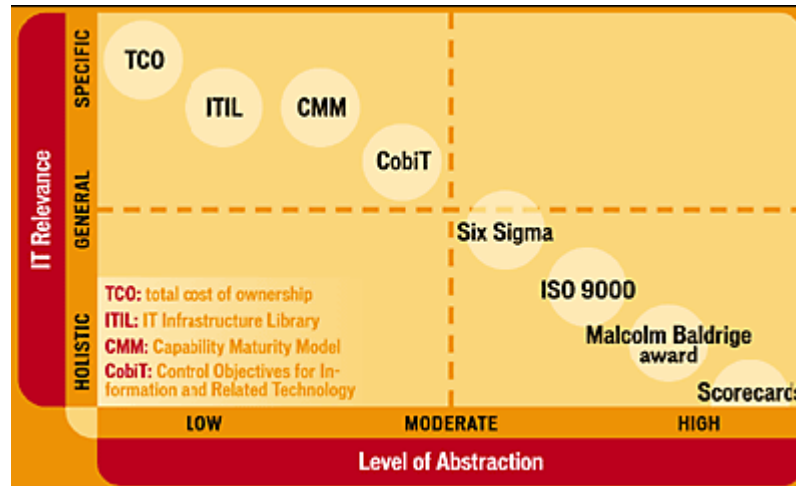 IT Relevance
SPECIFIC
GENERAL
HOLISTIC
TCO
ITIL
CMM
CobiT
Six Sigma
ISO 9000
Malcolm Baldrige
award
Scorecards
TCO: total cost of ownership
ITIL: IT Infrastructure Library
CMM: Capability Maturity Model
CobiT: Control Objectives for In-
formation and Related Technology
LOW
MODERATE
HIGH
Level of Abstraction